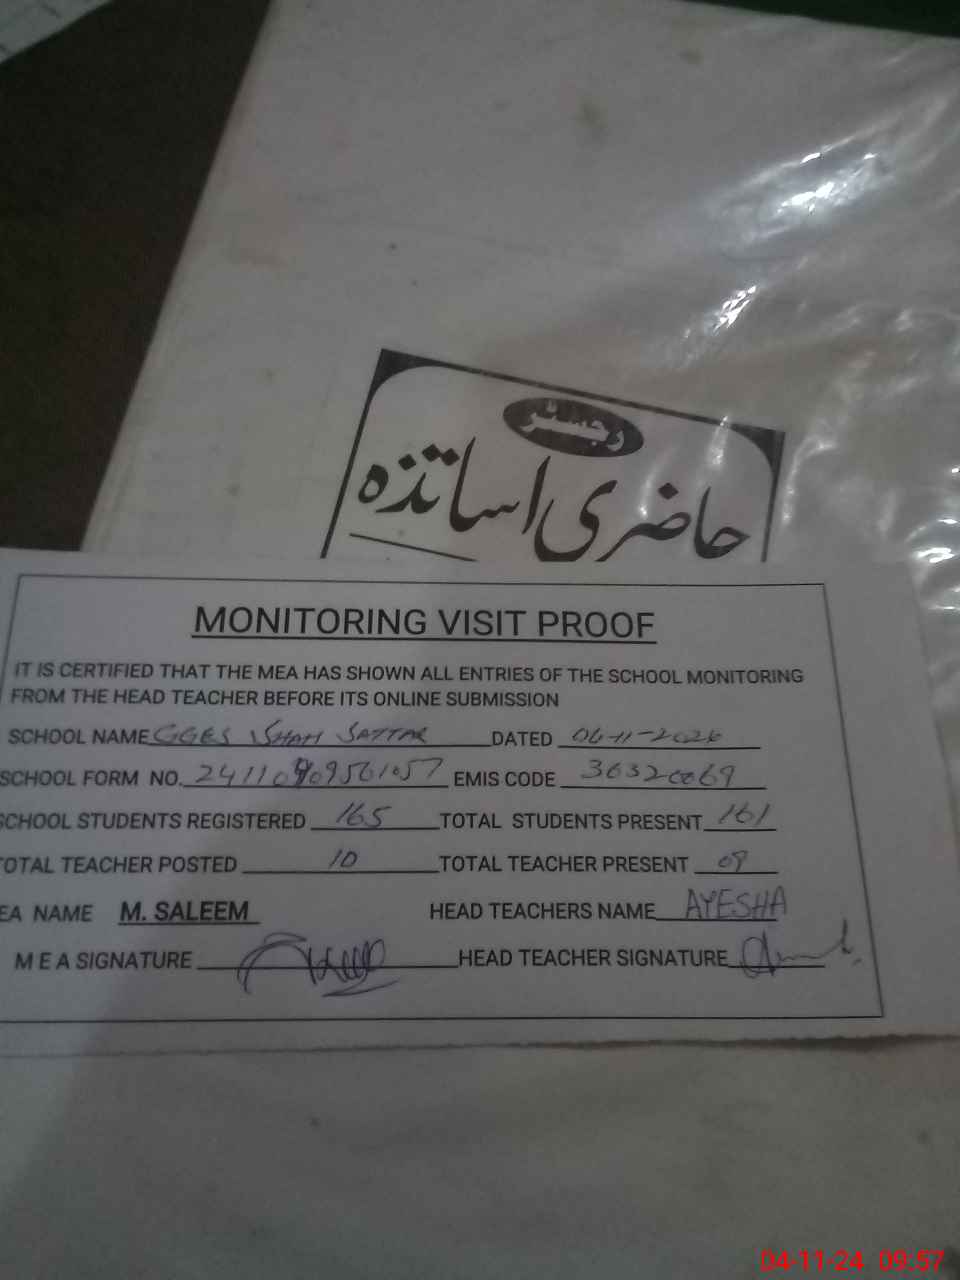 رجسٹر
حاضری اساتذہ
MONITORING VISIT PROOF
IT IS CERTIFIED THAT THE MEA HAS SHOWN ALL ENTRIES OF THE SCHOOL MONITORING
FROM THE HEAD TEACHER BEFORE ITS ONLINE SUBMISSION
SCHOOL NAME GGES SHAH SATTAR DATED
SCHOOL FORM NO. EMIS CODE 36320069
SCHOOL STUDENTS REGISTERED 165 TOTAL STUDENTS PRESENT 161
TOTAL TEACHER POSTED 10 TOTAL TEACHER PRESENT
EA NAME M. SALEEM HEAD TEACHERS NAME AYESHA
M E A SIGNATURE HEAD TEACHER SIGNATURE
04-11-24 09:57